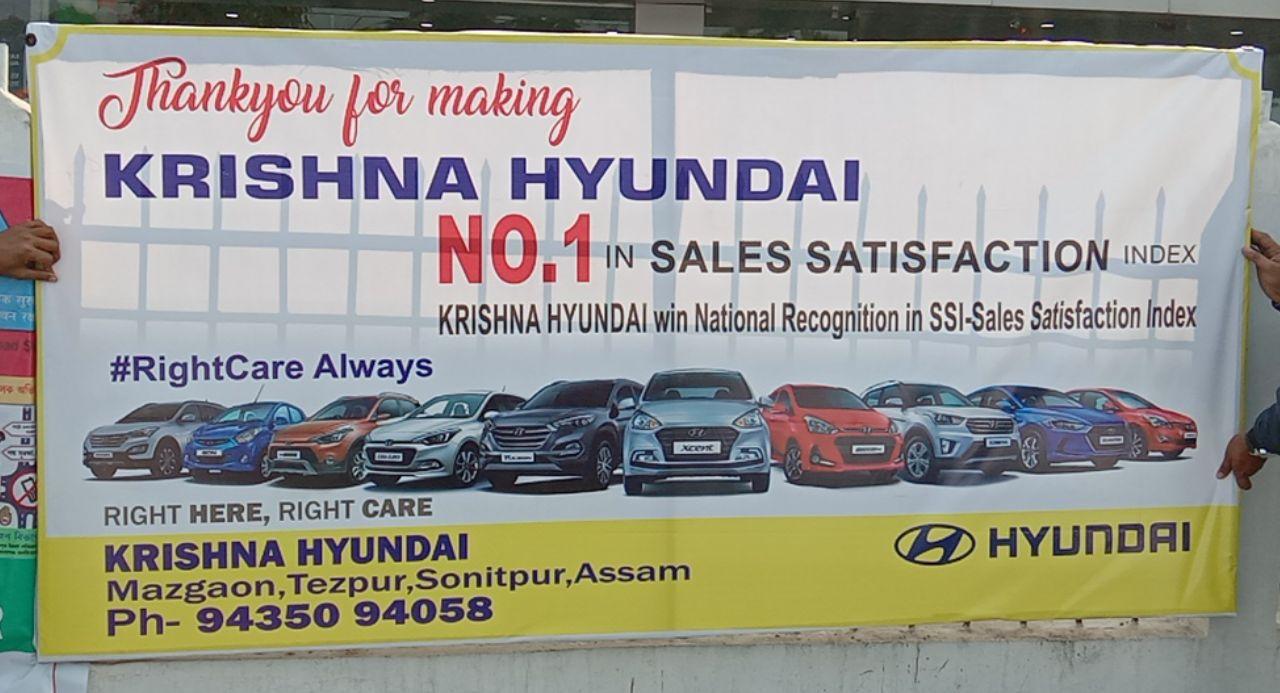 Thankyou for making
KRISHNA HYUNDAI
NO.1 IN SALES SATISFACTION INDEX
KRISHNA HYUNDAI win National Recognition in SSI-Sales Satisfaction Index
#RightCare Always
xcent
RIGHT HERE, RIGHT CARE
KRISHNA HYUNDAI
HYUNDAI
Mazgaon,Tezpur,Sonitpur,Assam
Ph- 94350 94058